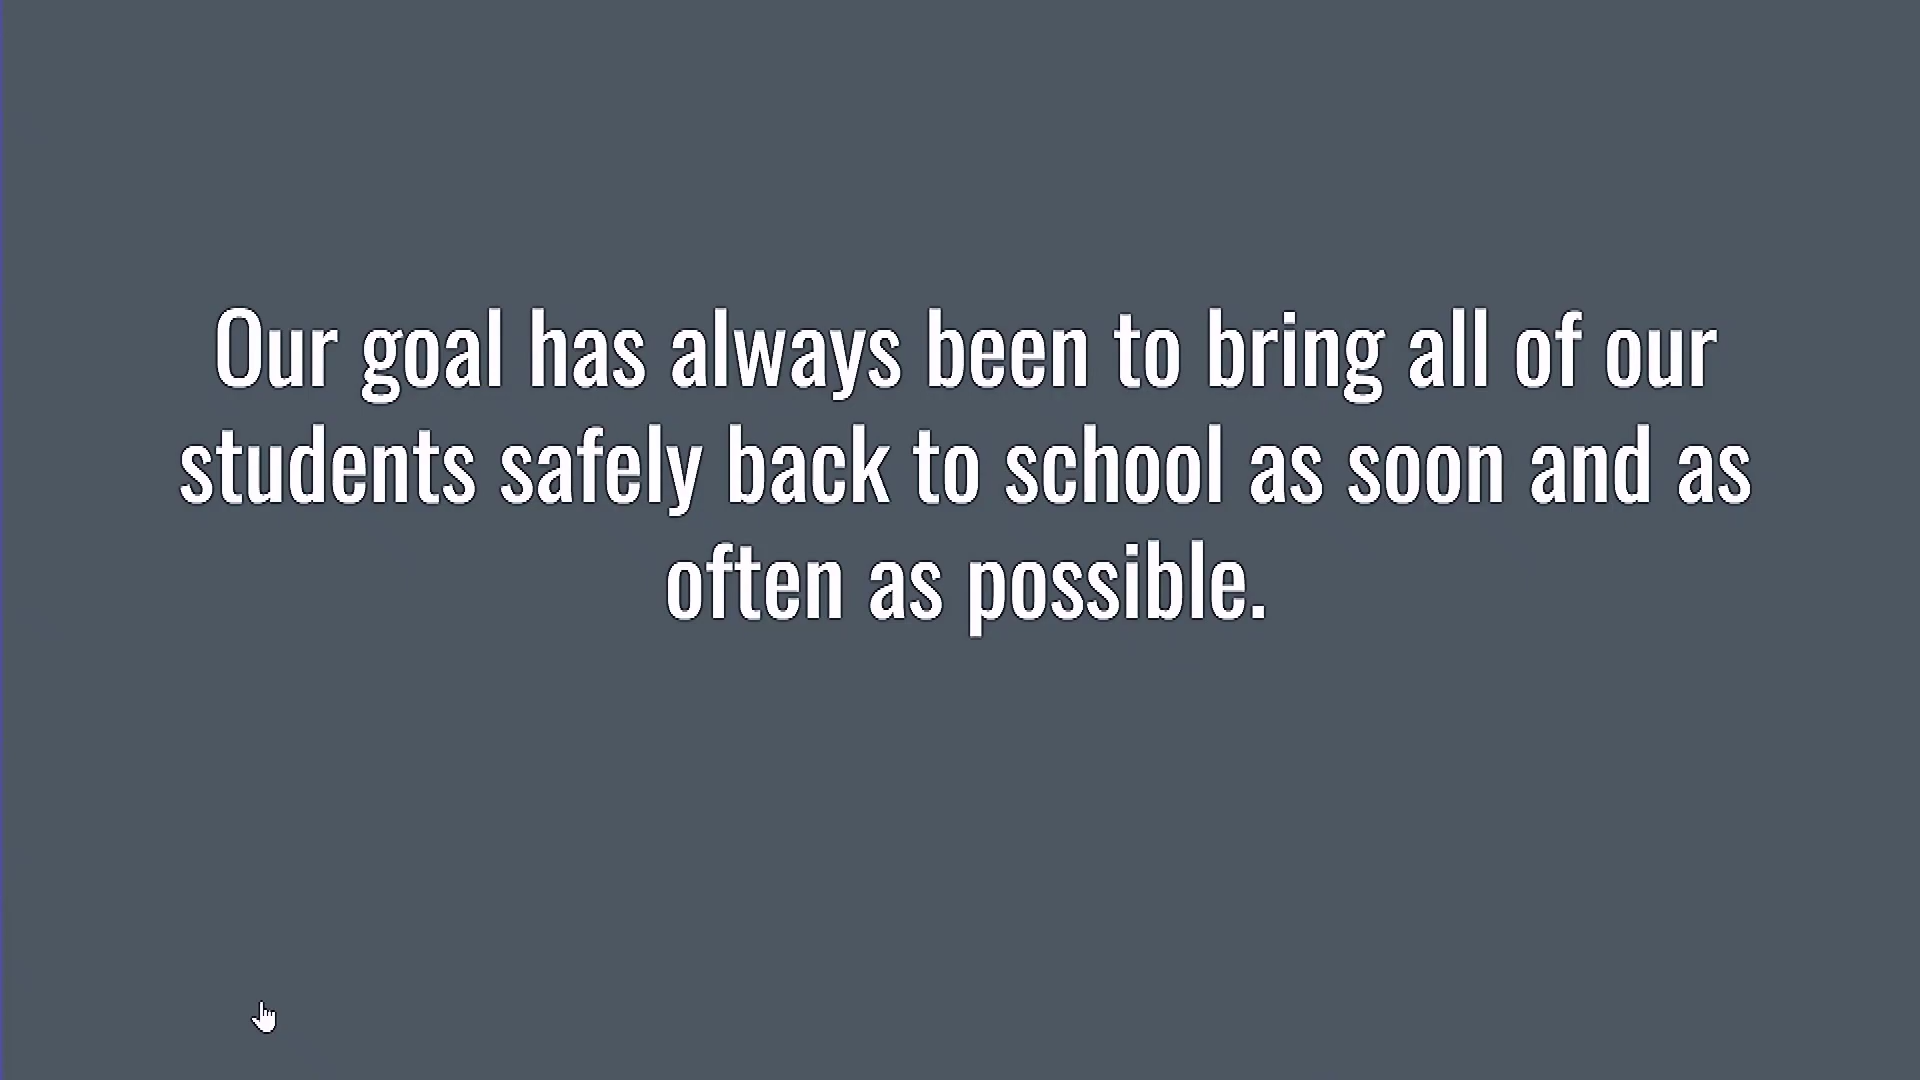 Our goal has always been to bring all of our
students safely back to school as soon and as
often as possible.